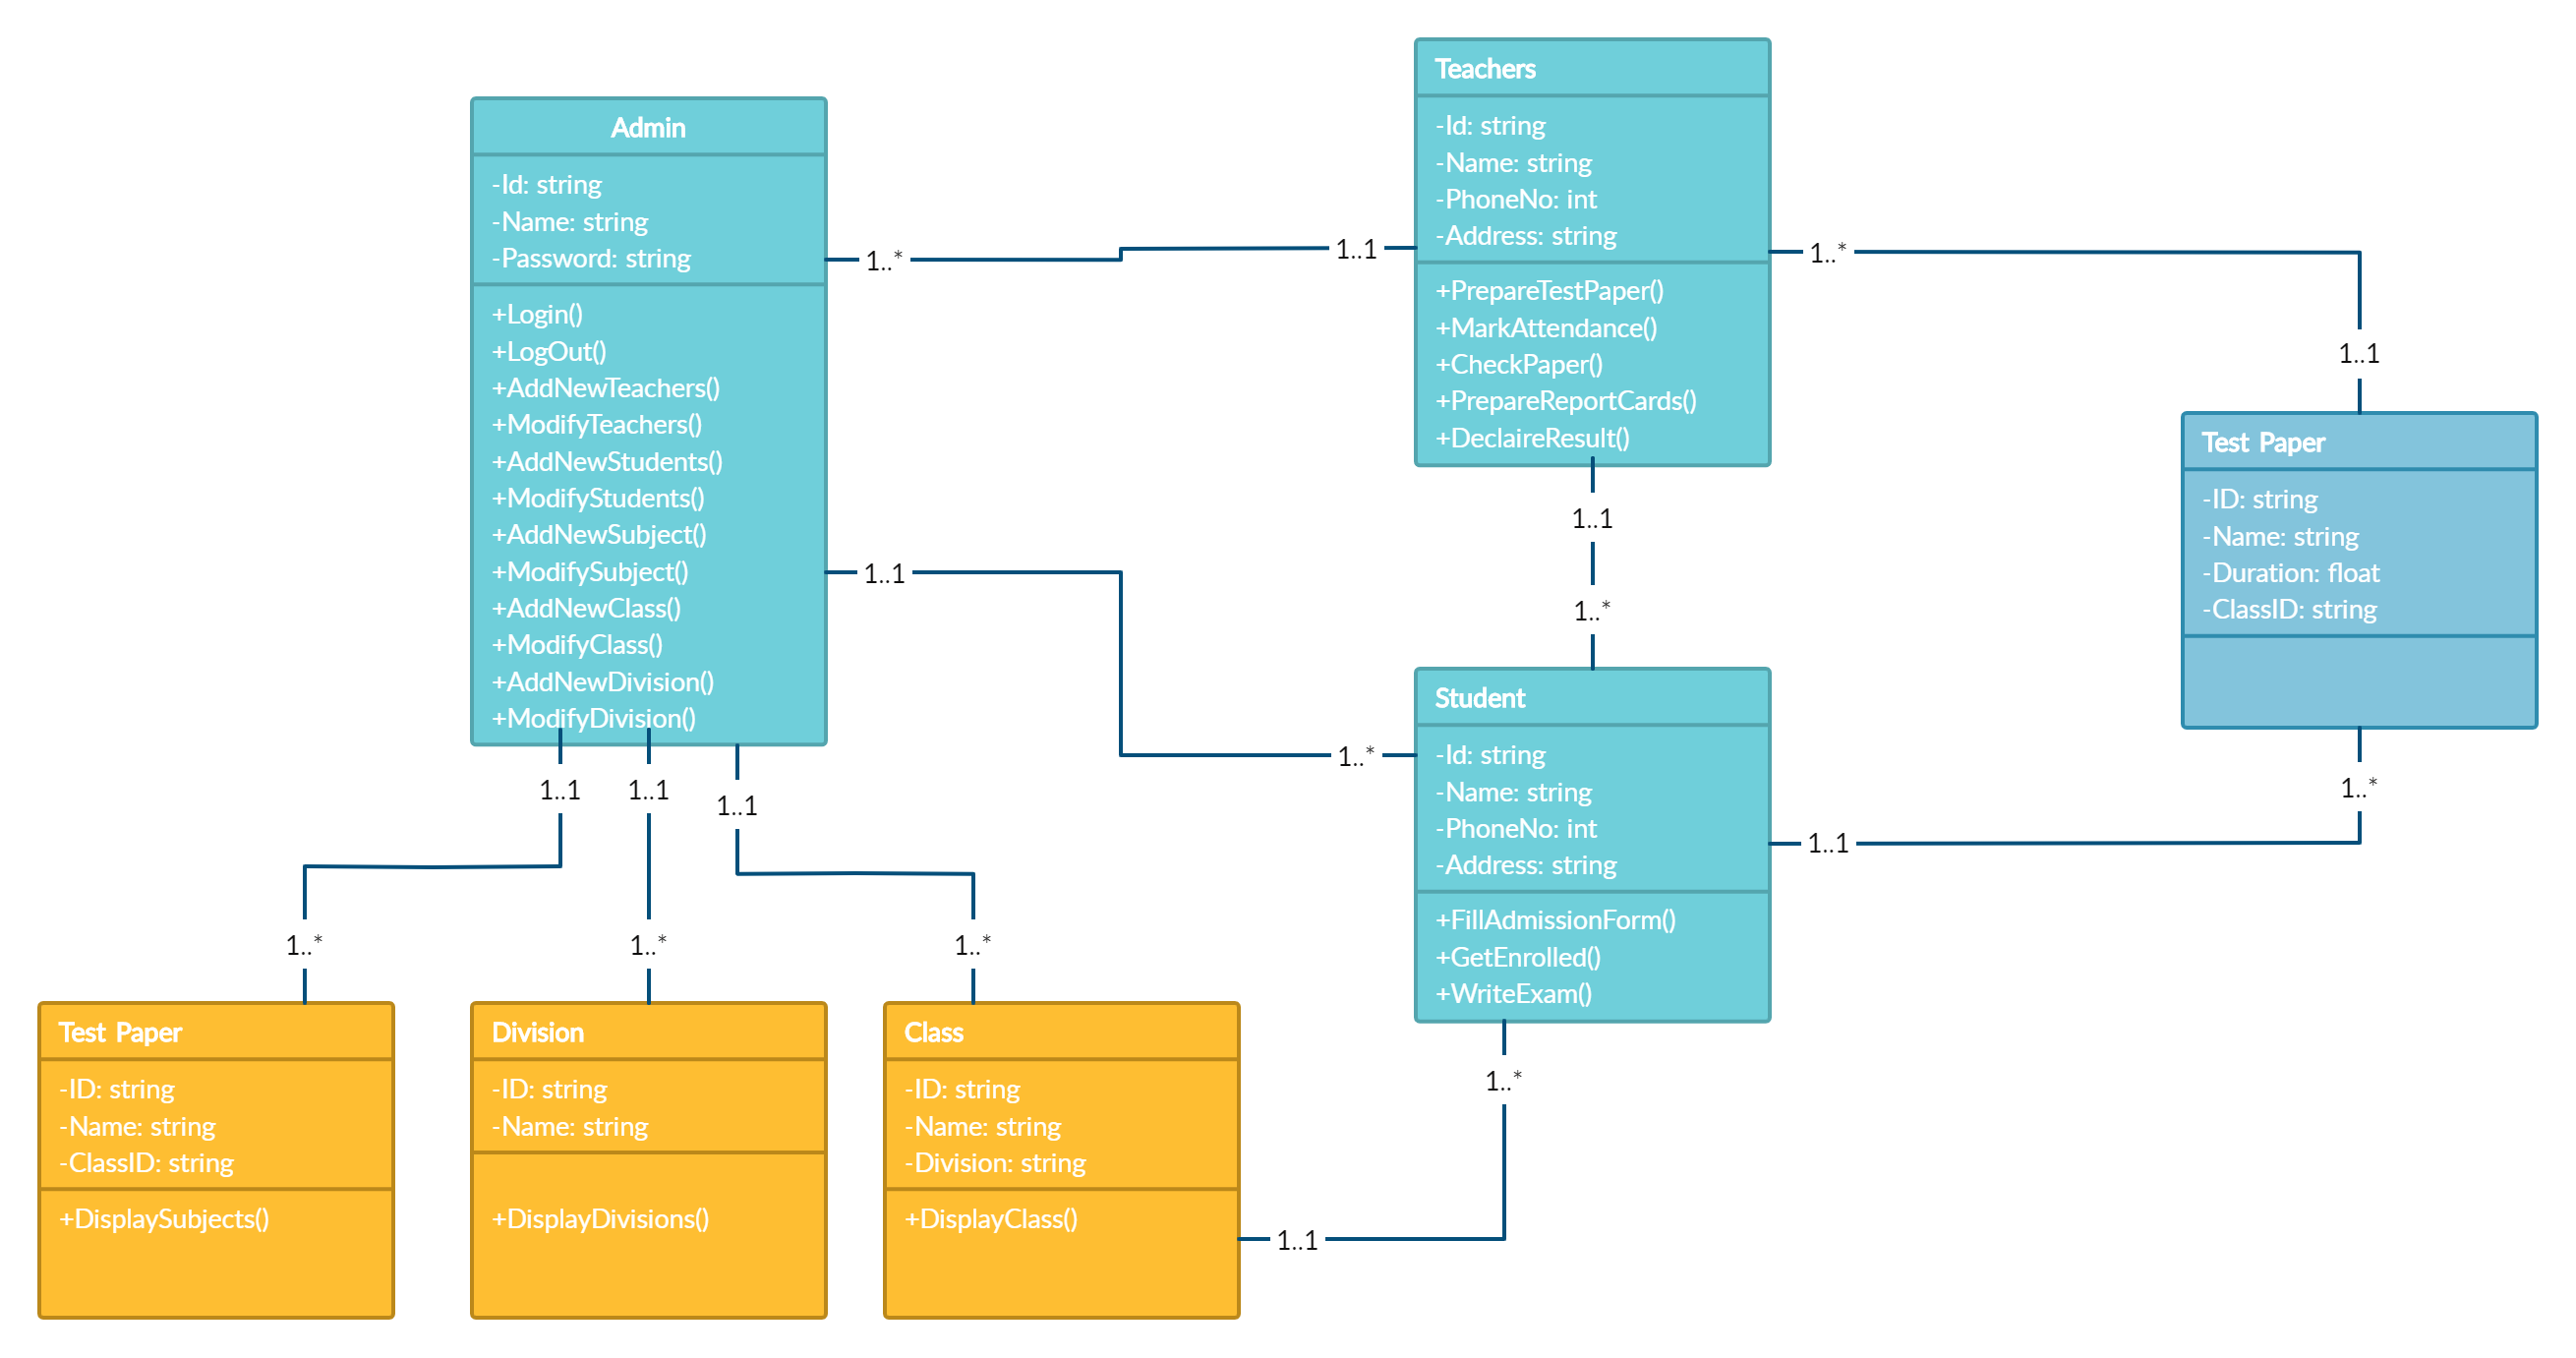 Admin
-Id: string
-Name: string
-Password: string
+Login()
+LogOut()
+AddNewTeachers()
+ModifyTeachers()
+AddNewStudents()
+ModifyStudents()
+AddNewSubject()
+ModifySubject()
+AddNewClass()
+ModifyClass()
+AddNewDivision()
+ModifyDivision()
1..*
1..1
Teachers
-Id: string
-Name: string
-PhoneNo: int
-Address: string
+PrepareTestPaper()
+MarkAttendance()
+CheckPaper()
+PrepareReportCards()
+DeclaireResult()
1..*
1..1
Test Paper
-ID: string
-Name: string
-Duration: float
-ClassID: string
1..*
1..1
1..1
1..*
1..1
1..*
Student
-Id: string
-Name: string
-PhoneNo: int
-Address: string
+FillAdmissionForm()
+GetEnrolled()
+WriteExam()
1..*
1..1
1..1
1..1
1..1
1..*
1..*
1..*
Test Paper
-ID: string
-Name: string
-ClassID: string
+DisplaySubjects()
Division
-ID: string
-Name: string
+DisplayDivisions()
Class
-ID: string
-Name: string
-Division: string
+DisplayClass()